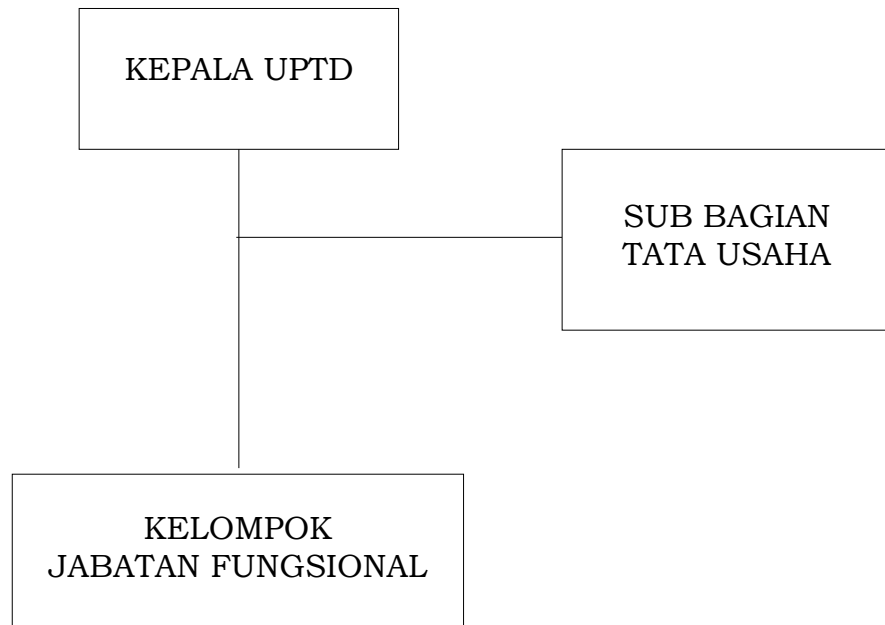 KEPALA UPTD
SUB BAGIAN
TATA USAHA
KELOMPOK
JABATAN FUNGSIONAL